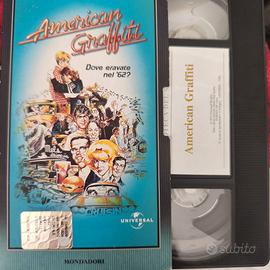 American
Graffiti
Dove eravate
nel '62?
UNIVERSAL
MONDADORI
American Graffiti
subito